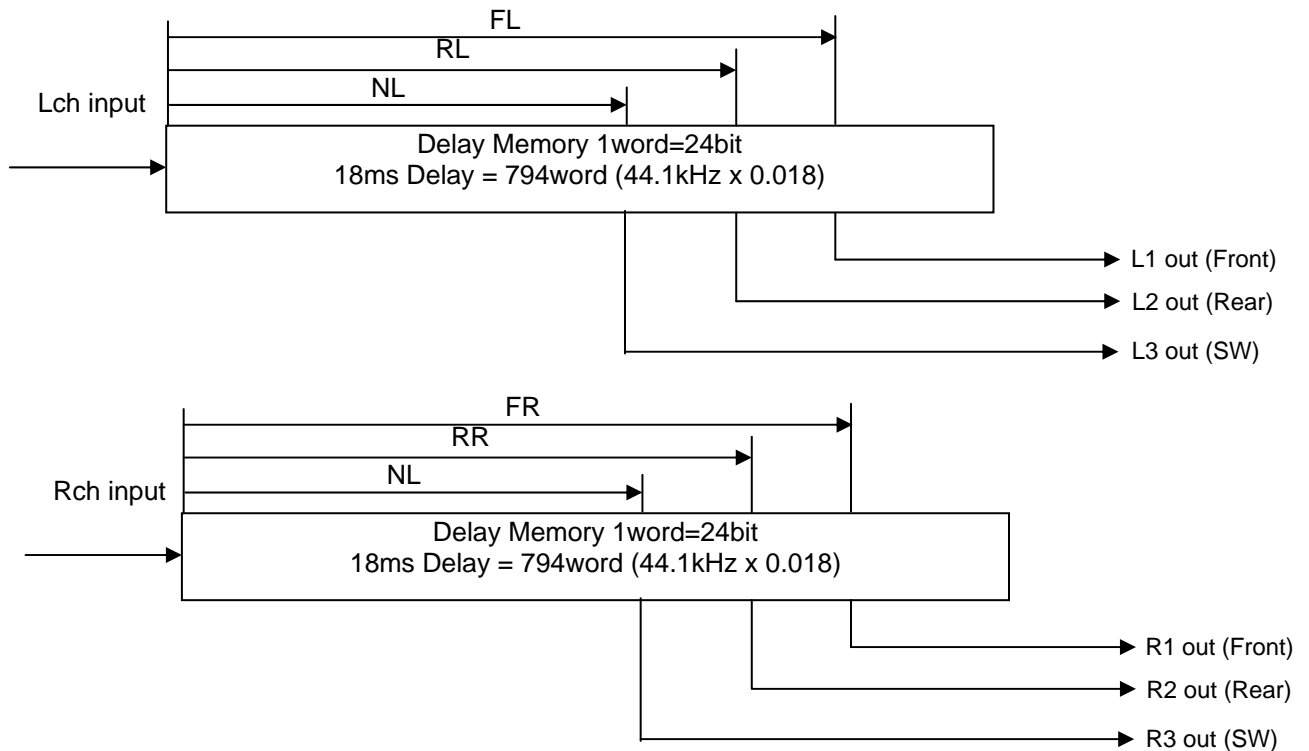 FL
RL
NL
Lch input
Delay Memory 1word=24bit
18ms Delay = 794word (44.1kHz x 0.018)
L1 out (Front)
L2 out (Rear)
L3 out (SW)
FR
RR
NL
Rch input
Delay Memory 1word=24bit
18ms Delay = 794word (44.1kHz x 0.018)
R1 out (Front)
R2 out (Rear)
R3 out (SW)